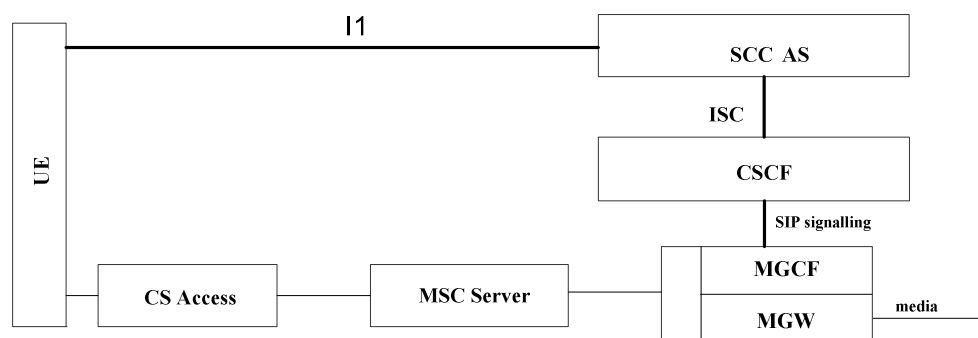 I1
SCC AS
ISC
UE
CSCF
SIP signalling
MGCF
CS Access
MSC Server
media
MGW